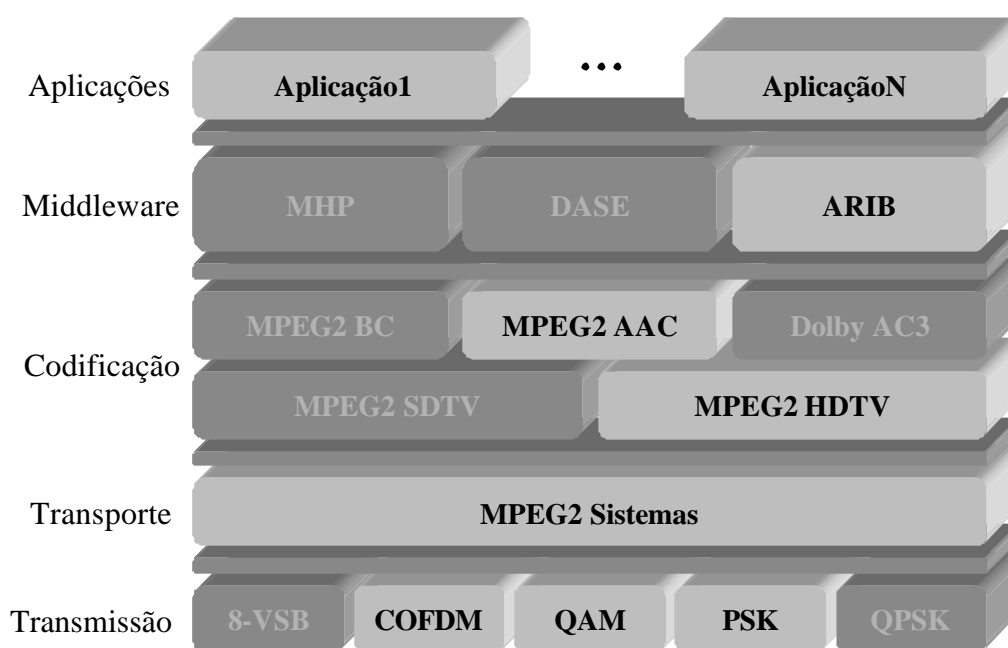 Aplicações Aplicação1 ... AplicaçãoN
Middleware MHP DASE ARIB
Codificação
MPEG2 BC MPEG2 AAC Dolby AC3
MPEG2 SDTV MPEG2 HDTV
Transporte MPEG2 Sistemas
Transmissão 8-VSB COFDM QAM PSK QPSK